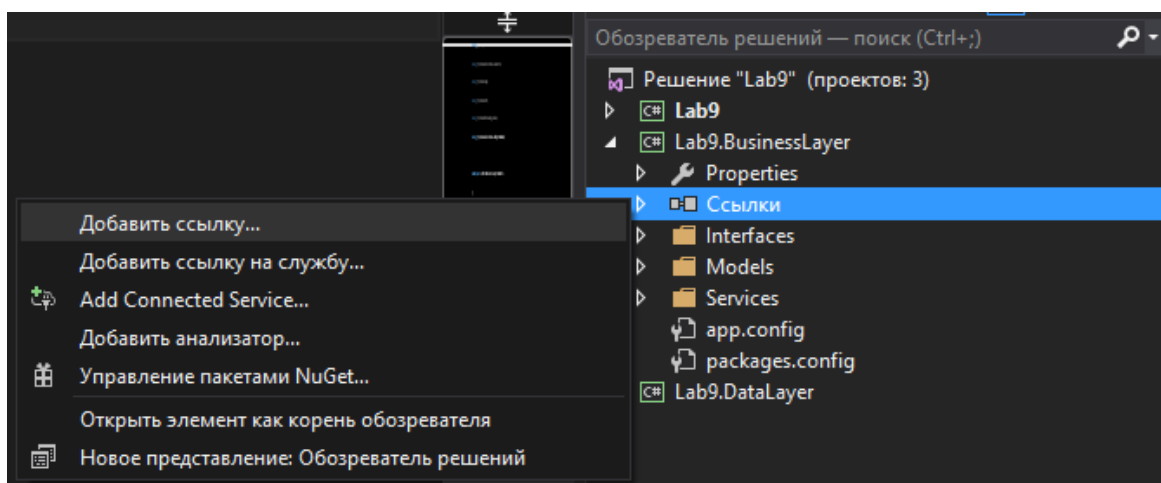 Обозреватель решений — поиск (Ctrl+;)
Решение "Lab9" (проектов: 3)
C# Lab9
C# Lab9.BusinessLayer
Properties
Ссылки
Interfaces
Models
Services
app.config
packages.config
C# Lab9.DataLayer
Добавить ссылку...
Добавить ссылку на службу...
Add Connected Service...
Добавить анализатор...
Управление пакетами NuGet...
Открыть элемент как корень обозревателя
Новое представление: Обозреватель решений